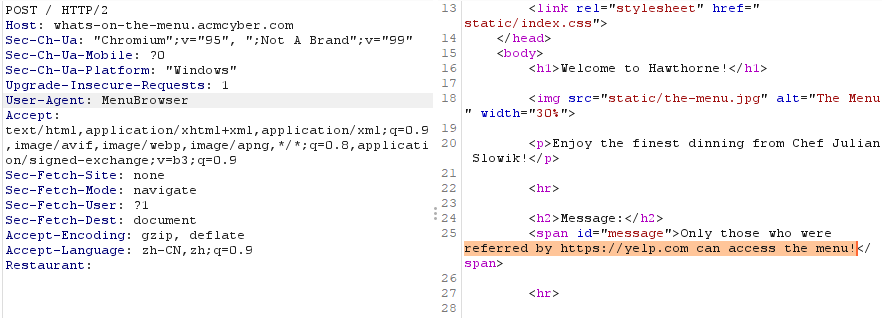 POST / HTTP/2
Host: whats-on-the-menu.acmcyber.com
Sec-Ch-Ua: "Chromium";v="95", ";Not A Brand";v="99"
Sec-Ch-Ua-Mobile: ?0
Sec-Ch-Ua-Platform: "Windows"
Upgrade-Insecure-Requests: 1
User-Agent: MenuBrowser
Accept:
text/html,application/xhtml+xml,application/xml;q=0.9
,image/avif,image/webp,image/apng,*/*;q=0.8,applicati
on/signed-exchange;v=b3;q=0.9
Sec-Fetch-Site: none
Sec-Fetch-Mode: navigate
Sec-Fetch-User: ?1
Sec-Fetch-Dest: document
Accept-Encoding: gzip, deflate
Accept-Language: zh-CN,zh;q=0.9
Restaurant:
13 <link rel="stylesheet" href="
static/index.css">
14 </head>
15 <body>
16 <h1>Welcome to Hawthorne!</h1>
17
18 <img src="static/the-menu.jpg" alt="The Menu
" width="30%">
19
20 <p>Enjoy the finest dinning from Chef Julian
Slowik!</p>
21
22 <hr>
23
24 <h2>Message:</h2>
25 <span id="message">Only those who were
referred by https://yelp.com can access the menu!</
span>
26
27 <hr>
28